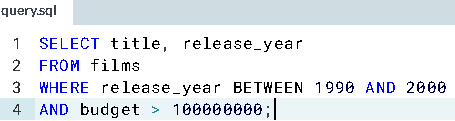 query.sql
1 SELECT title, release_year
2 FROM films
3 WHERE release_year BETWEEN 1990 AND 2000
4 AND budget > 100000000;